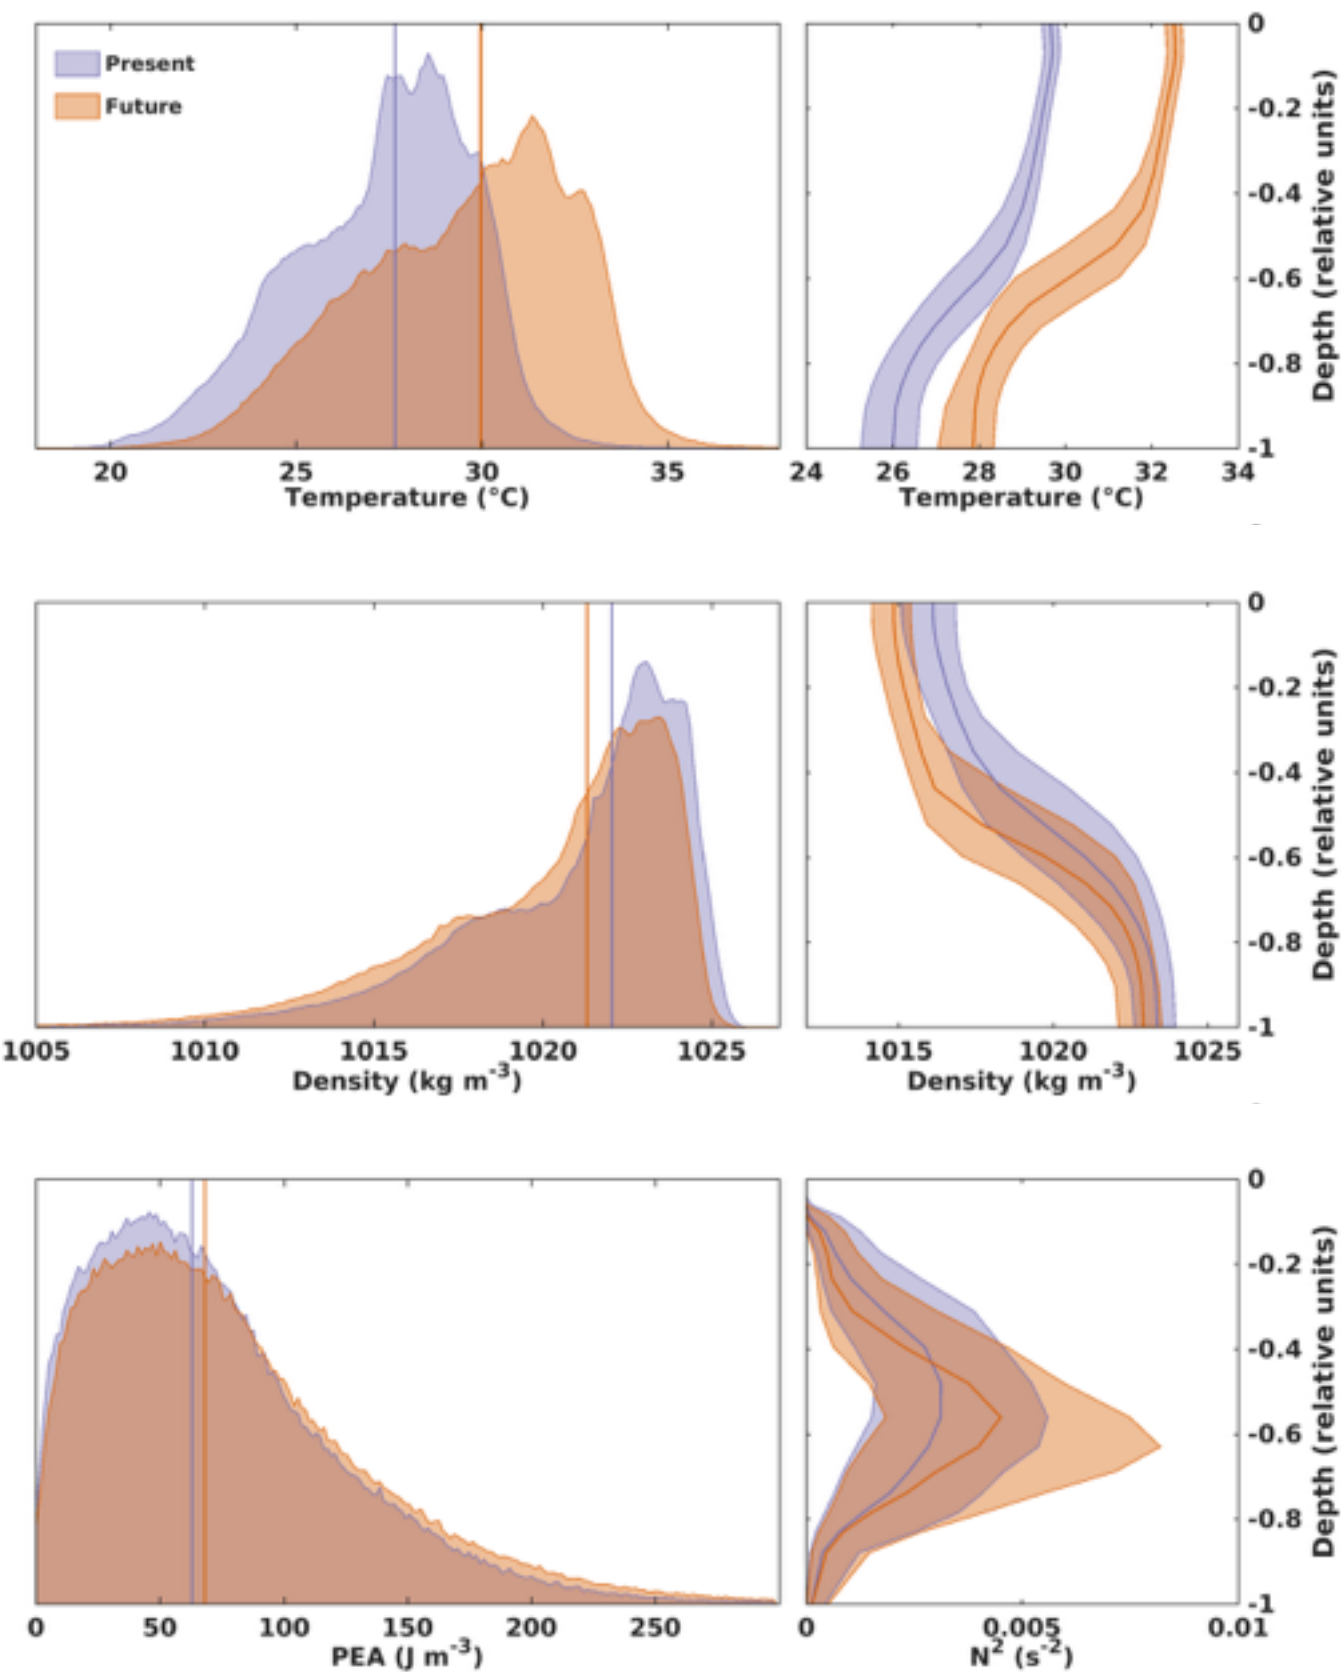 Present
Future
20 25 30 35
Temperature (°C)
0
-0.2
-0.4
-0.6
-0.8
-1
Depth (relative units)
24 26 28 30 32 34
Temperature (°C)
1005 1010 1015 1020 1025
Density (kg m-3)
0
-0.2
-0.4
-0.6
-0.8
-1
Depth (relative units)
1015 1020 1025
Density (kg m-3)
0 50 100 150 200 250
PEA (J m-3)
0
-0.2
-0.4
-0.6
-0.8
-1
Depth (relative units)
0 0.005 0.01
N2 (s-2)